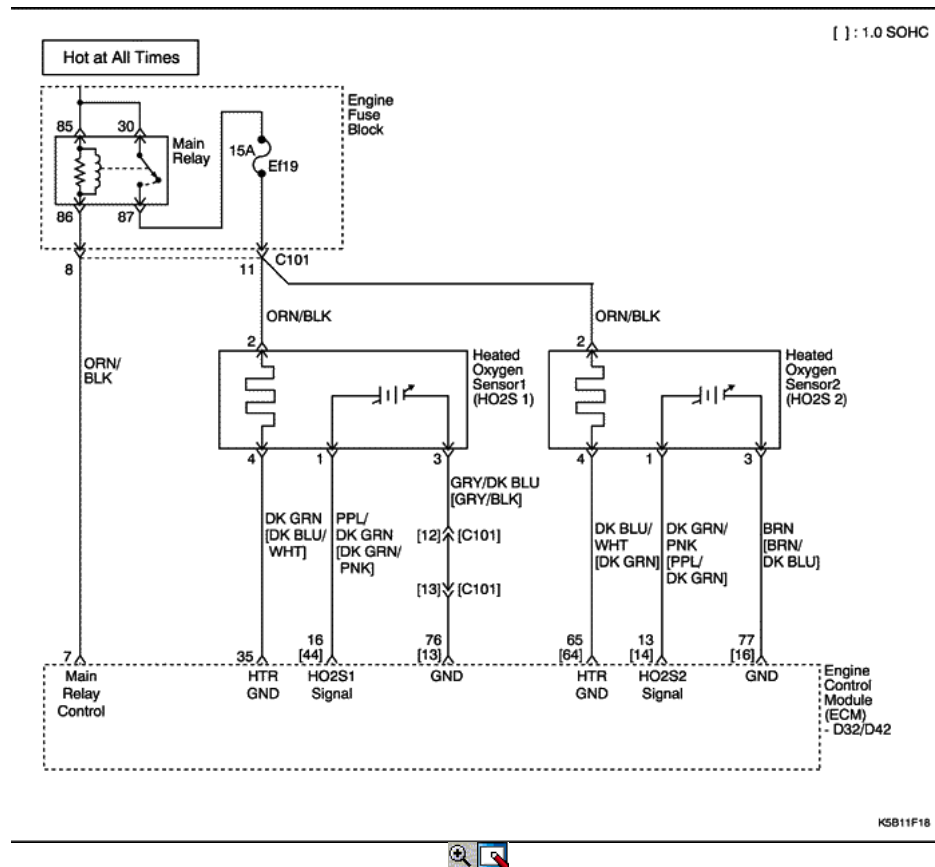 [ ] : 1.0 SOHC
Hot at All Times
Engine
Fuse
Block
85
30
Main
Relay
15A
Ef19
86
87
8
11
C101
ORN/BLK
ORN/BLK
2
2
ORN/
BLK
Heated
Oxygen
Sensor1
(HO2S 1)
Heated
Oxygen
Sensor2
(HO2S 2)
4
1
3
4
1
3
GRY/DK BLU
[GRY/BLK]
DK GRN
[DK BLU/
WHT]
PPL/
DK GRN
[DK GRN/
PNK]
[12]
[C101]
[13]
[C101]
DK BLU/
WHT
[DK GRN]
DK GRN/
PNK
[PPL/
DK GRN]
BRN
[BRN/
DK BLU]
7
35
16
[44]
76
[13]
65
[64]
13
[14]
77
[16]
Main
Relay
Control
HTR
GND
HO2S1
Signal
GND
HTR
GND
HO2S2
Signal
GND
Engine
Control
Module
(ECM)
- D32/D42
K5B11F18